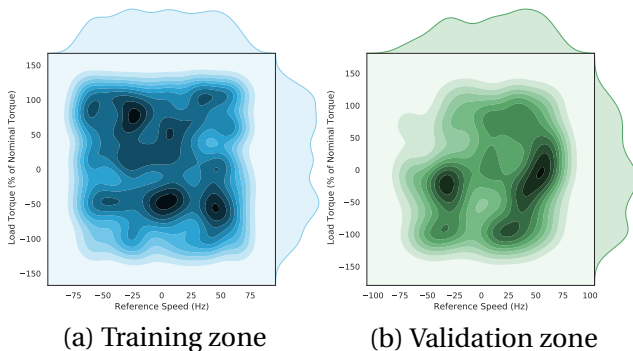 150
100
50
0
−50
−100
−150
Load Torque (% of Nominal Torque)
−75 −50 −25 0 25 50 75
Reference Speed (Hz)
(a) Training zone
150
100
50
0
−50
−100
−150
Load Torque (% of Nominal Torque)
−100 −75 −50 −25 0 25 50 75 100
Reference Speed (Hz)
(b) Validation zone